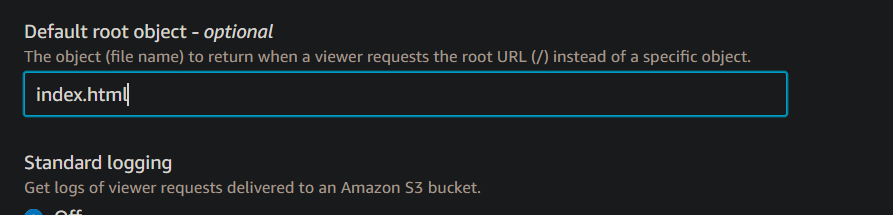 Default root object - optional
The object (file name) to return when a viewer requests the root URL (/) instead of a specific object.
index.html
Standard logging
Get logs of viewer requests delivered to an Amazon S3 bucket.
Off